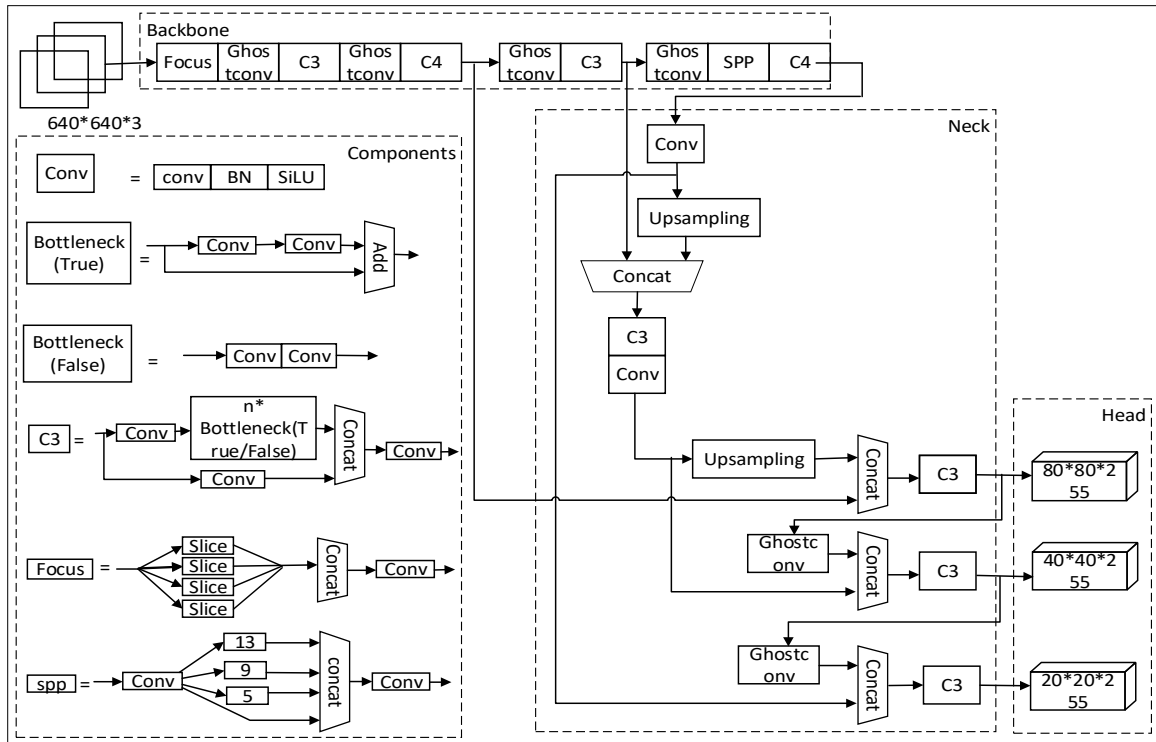 Backbone
Focus
Ghos
tconv
C3
Ghos
tconv
C4
Ghos
tconv
C3
Ghos
tconv
SPP
C4
640*640*3
Components
Conv
=
conv
BN
SiLU
Bottleneck
(True)
=
Conv
Conv
Add
Bottleneck
(False)
=
Conv
Conv
C3
=
Conv
n*
Bottleneck(T
rue/False)
Conv
Concat
Conv
Focus
=
Slice
Slice
Slice
Slice
Concat
Conv
spp
=
Conv
13
9
5
concat
Conv
Neck
Conv
Upsampling
Concat
C3
Conv
Upsampling
Concat
C3
Ghostc
onv
Concat
C3
Ghostc
onv
Concat
C3
Head
80*80*2
55
40*40*2
55
20*20*2
55